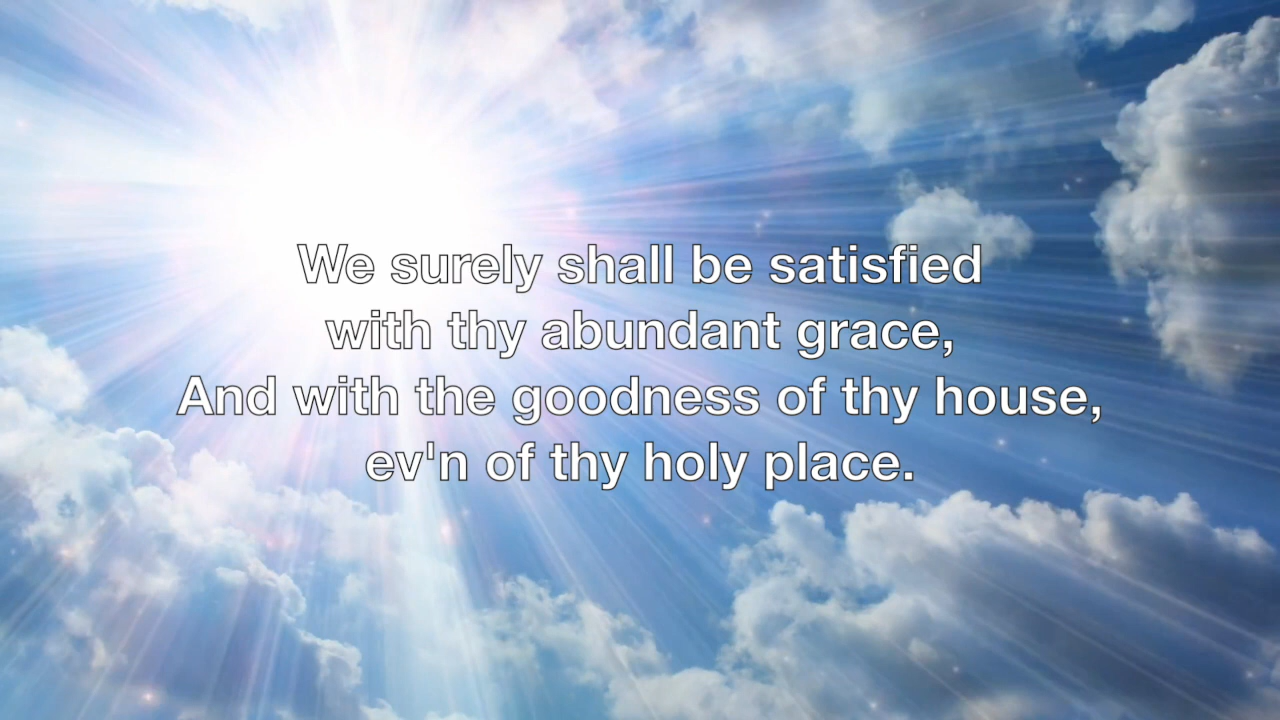 We surely shall be satisfied
with thy abundant grace,
And with the goodness of thy house,
ev'n of thy holy place.